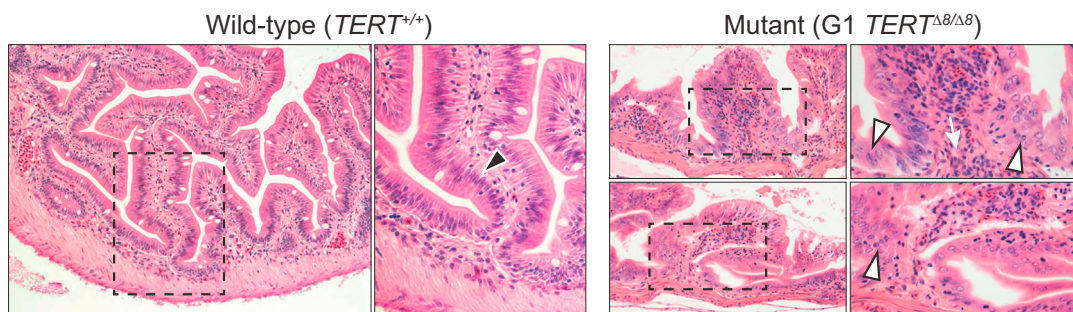 Wild-type (TERT+/+)
Mutant (G1 TERTΔ8/Δ8)